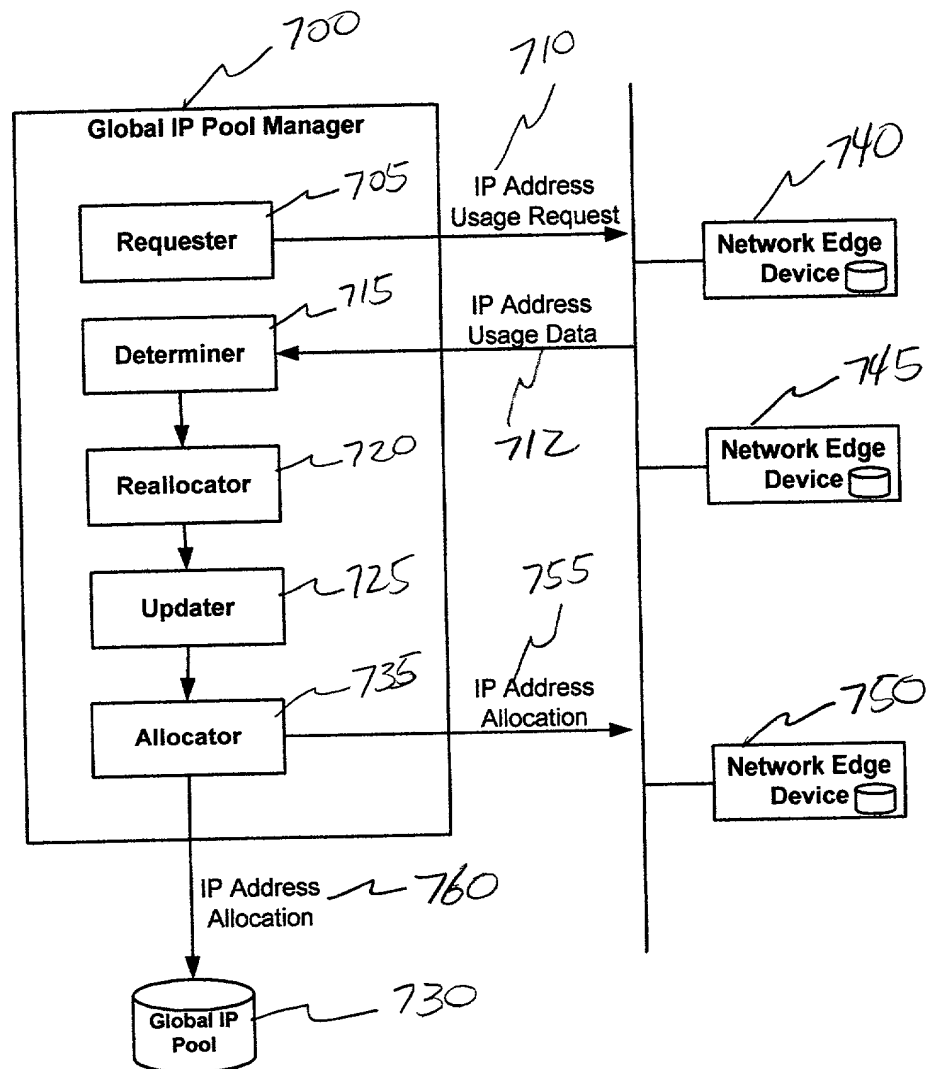 700
710
Global IP Pool Manager
740
705
IP Address
Usage Request
Requester
Network Edge
Device
715
IP Address
Usage Data
Determiner
745
712
Network Edge
Device
720
Reallocator
725
755
Updater
IP Address
Allocation
735
750
Allocator
Network Edge
Device
IP Address
Allocation
760
Global IP
Pool
730